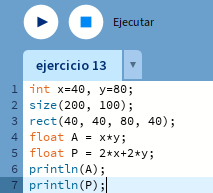 Ejecutar
ejercicio 13
1 int x=40, y=80;
2 size(200, 100);
3 rect(40, 40, 80, 40);
4 float A = x*y;
5 float P = 2*x+2*y;
6 println(A);
7 println(P);